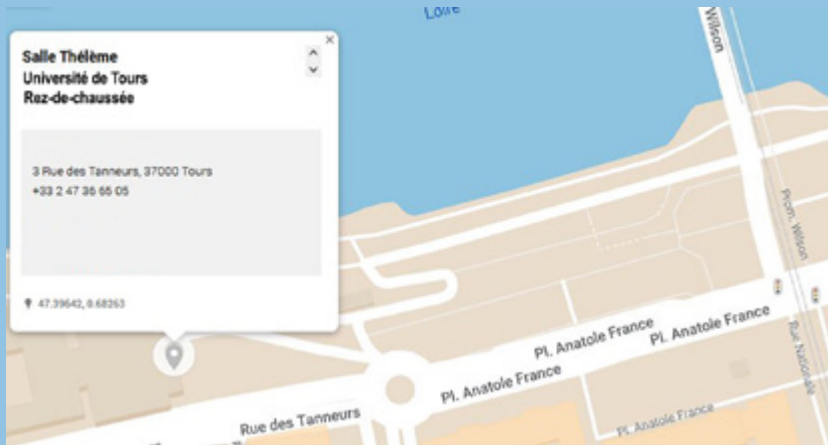 Loire
Wilson
Salle Thélème
Université de Tours
Rez-de-chaussée
3 Rue des Tanneurs, 37000 Tours
+33 2 47 36 66 05
47.39642, 0.68263
Prom. Wilson
Pl. Anatole France
Pl. Anatole France
Rue Nationale
Pl. Anatole France
Rue des Tanneurs
Pl. Anatole France